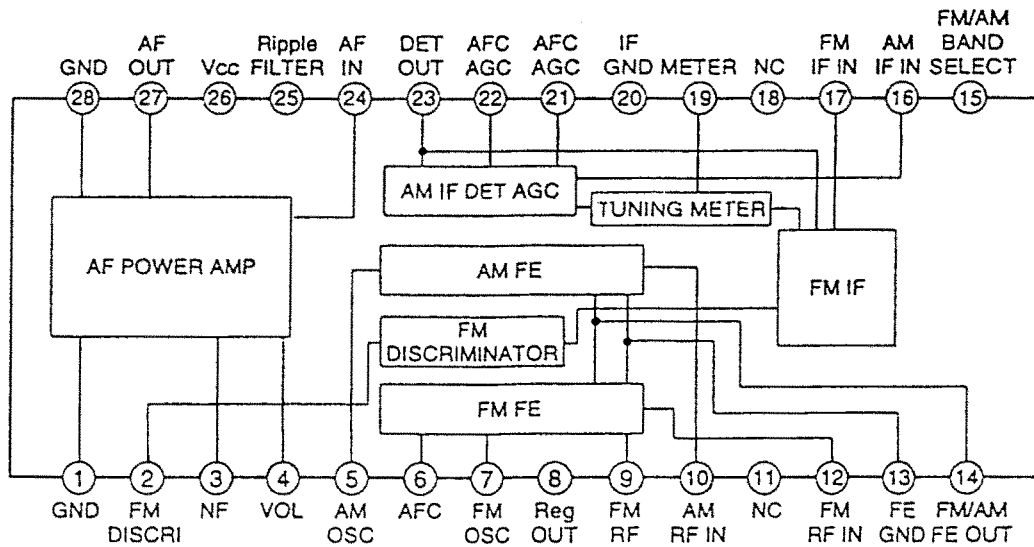 GND
AF
OUT
Vcc
Ripple
FILTER
AF
IN
DET
OUT
AFC
AGC
AFC
AGC
IF
GND
METER
NC
FM
IF IN
AM
IF IN
FM/AM
BAND
SELECT
28 27 26 25 24 23 22 21 20 19 18 17 16 15
AM IF DET AGC
TUNING METER
AF POWER AMP
AM FE
FM IF
FM
DISCRIMINATOR
FM FE
1 2 3 4 5 6 7 8 9 10 11 12 13 14
GND
FM
DISCRI
NF
VOL
AM
OSC
AFC
FM
OSC
Reg
OUT
FM
RF
AM
RF IN
NC
FM
RF IN
FE
GND
FM/AM
FE OUT